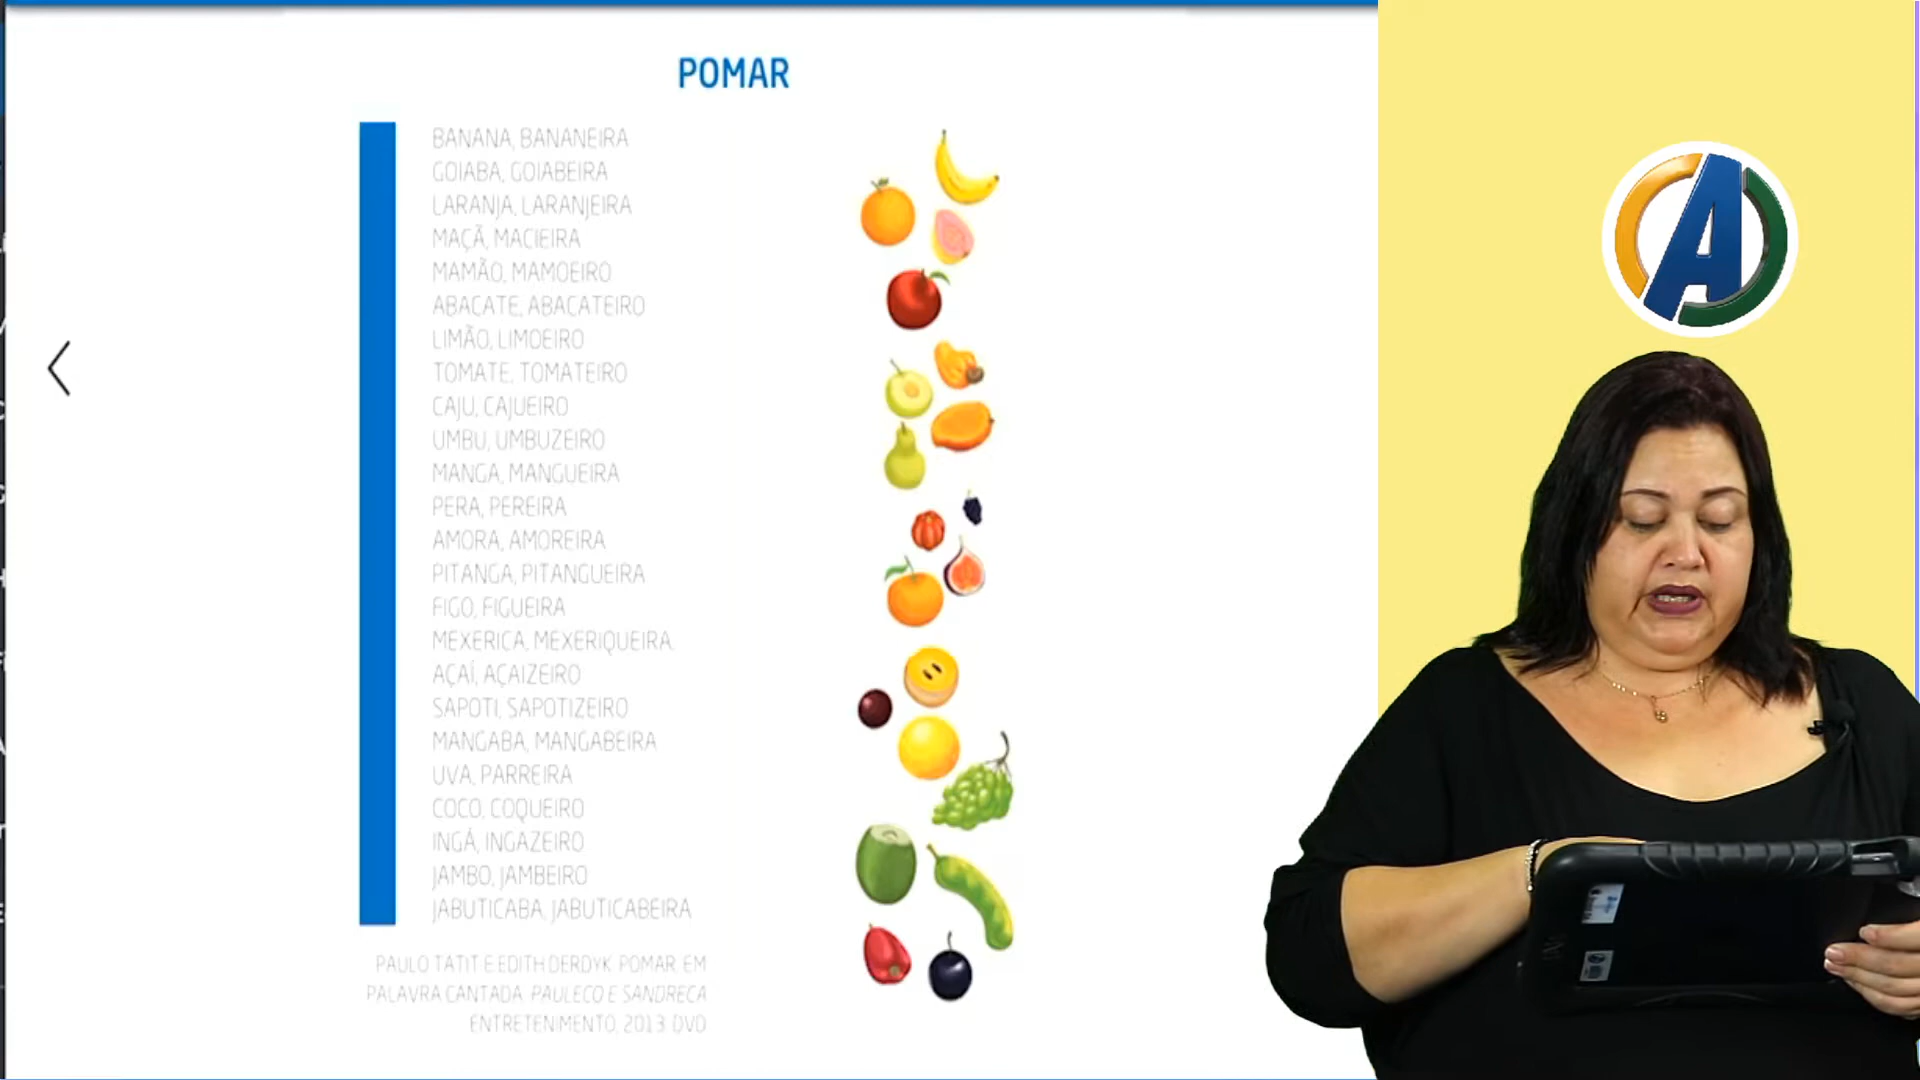 POMAR
BANANA, BANANEIRA
GOIABA, GOIABEIRA
LARANJA, LARANJEIRA
MAÇÃ, MACIEIRA
MAMÃO, MAMOEIRO
ABACATE, ABACATEIRO
LIMÃO, LIMOEIRO
TOMATE, TOMATEIRO
CAJU, CAJUEIRO
UMBU, UMBUZEIRO
MANGA, MANGUEIRA
PERA, PEREIRA
AMORA, AMOREIRA
PITANGA, PITANGUEIRA
FIGO, FIGUEIRA
MEXERICA, MEXERIQUEIRA,
AÇAÍ, AÇAIZEIRO
SAPOTI, SAPOTIZEIRO
MANGABA, MANGABEIRA
UVA, PARREIRA
COCO, COQUEIRO
INGÁ, INGAZEIRO
JAMBO, JAMBEIRO
JABUTICABA, JABUTICABEIRA
PAULO TATIT E EDITH DERDYK. POMAR. EM
PALAVRA CANTADA. PAULECO E SANDRECA
ENTRETENIMENTO, 2013. DVD
A